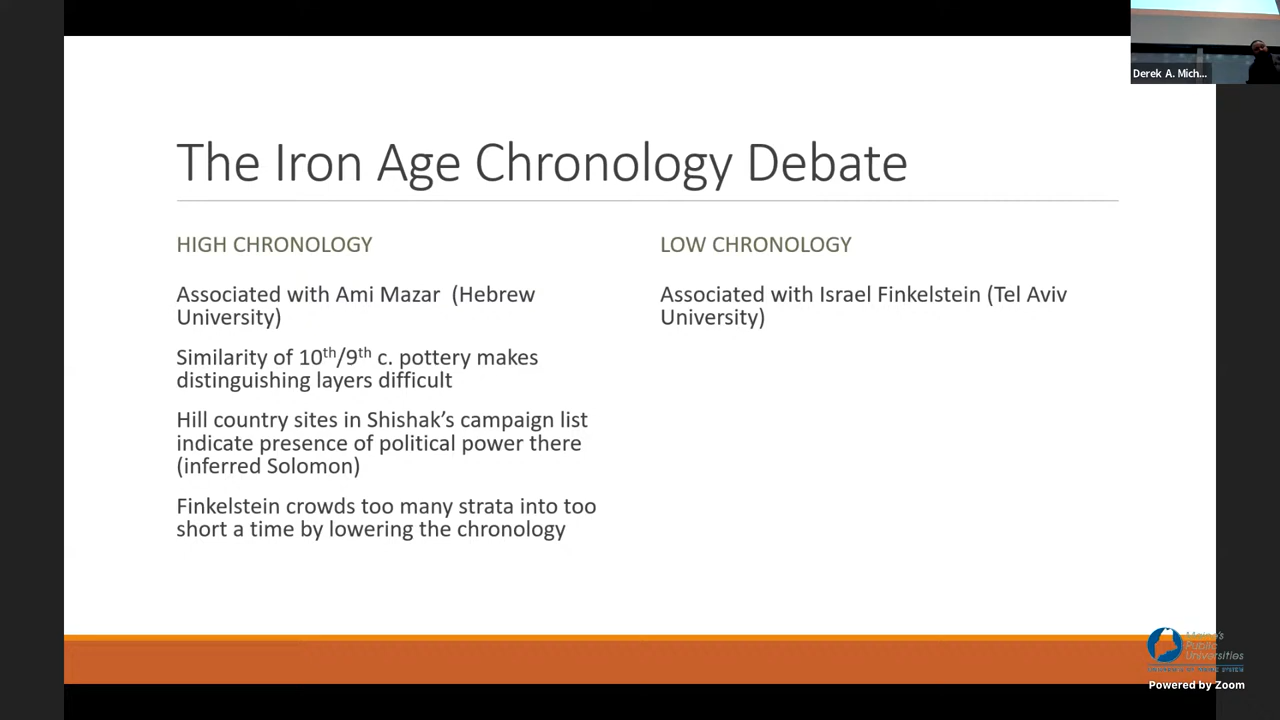 Derek A. Mich...
The Iron Age Chronology Debate
HIGH CHRONOLOGY
Associated with Ami Mazar (Hebrew
University)
Similarity of 10th/9th c. pottery makes
distinguishing layers difficult
Hill country sites in Shishak's campaign list
indicate presence of political power there
(inferred Solomon)
Finkelstein crowds too many strata into too
short a time by lowering the chronology
LOW CHRONOLOGY
Associated with Israel Finkelstein (Tel Aviv
University)
Maine's
Public
Universities
Powered by Zoom